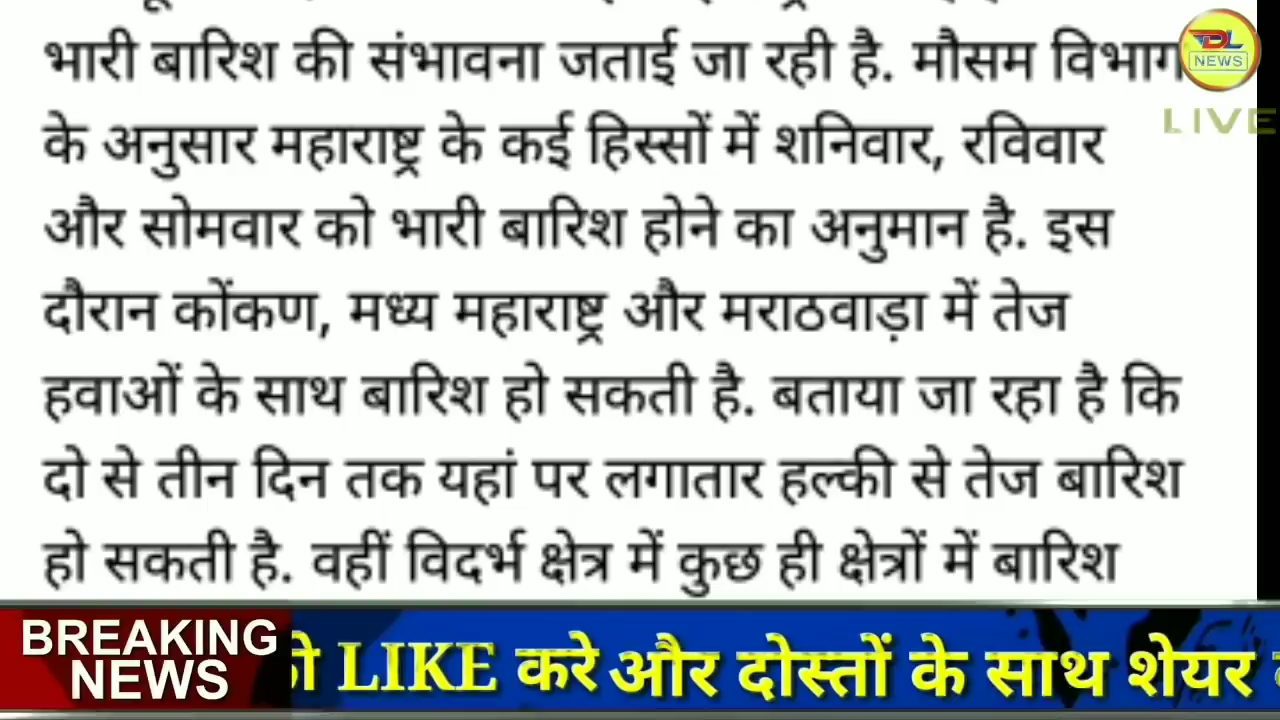 भारी बारिश की संभावना जताई जा रही है. मौसम विभाग
के अनुसार महाराष्ट्र के कई हिस्सों में शनिवार, रविवार
और सोमवार को भारी बारिश होने का अनुमान है. इस
दौरान कोंकण, मध्य महाराष्ट्र और मराठवाड़ा में तेज
हवाओं के साथ बारिश हो सकती है. बताया जा रहा है कि
दो से तीन दिन तक यहां पर लगातार हल्की से तेज बारिश
हो सकती है. वहीं विदर्भ क्षेत्र में कुछ ही क्षेत्रों में बारिश
TDL
NEWS
LIVE
BREAKING
NEWS
LIKE करे और दोस्तों के साथ शेयर